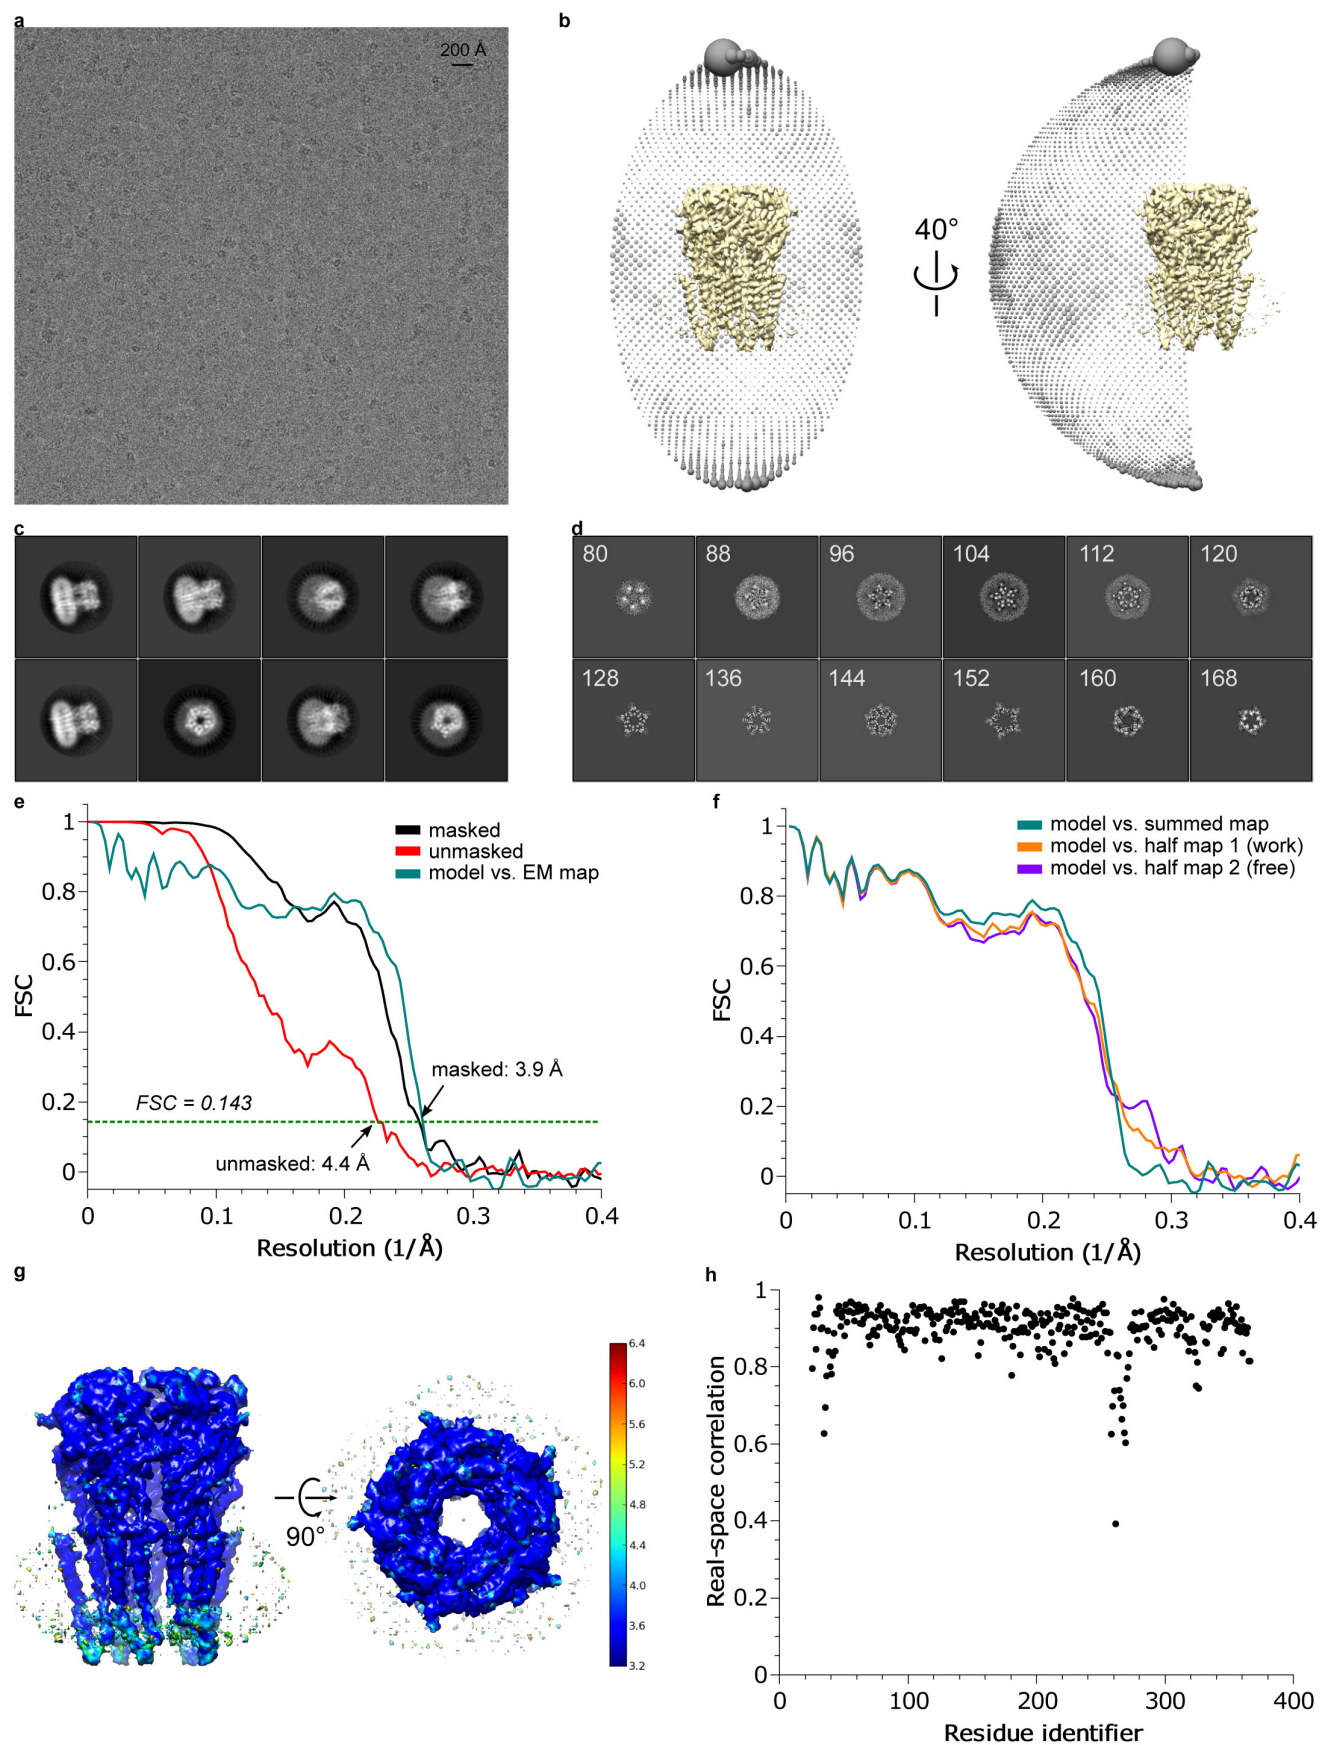 a
200 Å
b
40°
c
d
80
88
96
104
112
120
128
136
144
152
160
168
e
masked
unmasked
model vs. EM map
masked: 3.9 Å
FSC = 0.143
unmasked: 4.4 Å
1
0.8
0.6
0.4
0.2
0
FSC
0
0.1
0.2
0.3
0.4
Resolution (1/Å)
f
model vs. summed map
model vs. half map 1 (work)
model vs. half map 2 (free)
1
0.8
0.6
0.4
0.2
0
FSC
0
0.1
0.2
0.3
0.4
Resolution (1/Å)
g
90°
6.4
6.0
5.6
5.2
4.8
4.4
4.0
3.6
3.2
h
1
0.8
0.6
0.4
0.2
0
Real-space correlation
0
100
200
300
400
Residue identifier